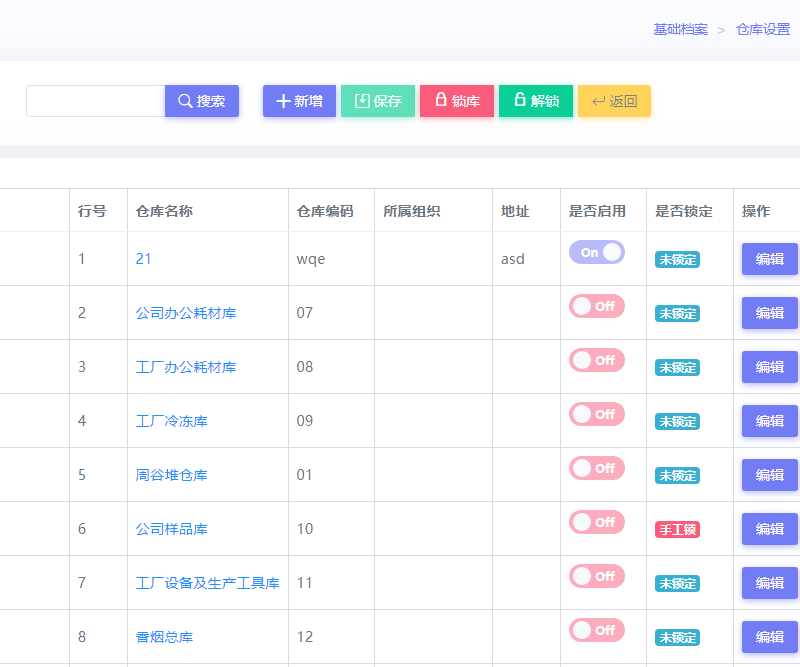 基础档案 > 仓库设置
搜索 新增 保存 锁库 解锁 返回
行号 仓库名称 仓库编码 所属组织 地址 是否启用 是否锁定 操作
1 21 wqe asd On 未锁定 编辑
2 公司办公耗材库 07 Off 未锁定 编辑
3 工厂办公耗材库 08 Off 未锁定 编辑
4 工厂冷冻库 09 Off 未锁定 编辑
5 周谷堆仓库 01 Off 未锁定 编辑
6 公司样品库 10 Off 手工锁 编辑
7 工厂设备及生产工具库 11 Off 未锁定 编辑
8 香烟总库 12 Off 未锁定 编辑